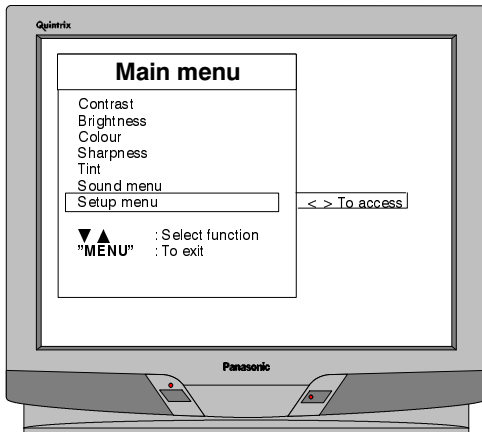 Quintrix
Main menu
Contrast
Brightness
Colour
Sharpness
Tint
Sound menu
Setup menu
< > To access
▼ ▲ : Select function
"MENU" : To exit
Panasonic